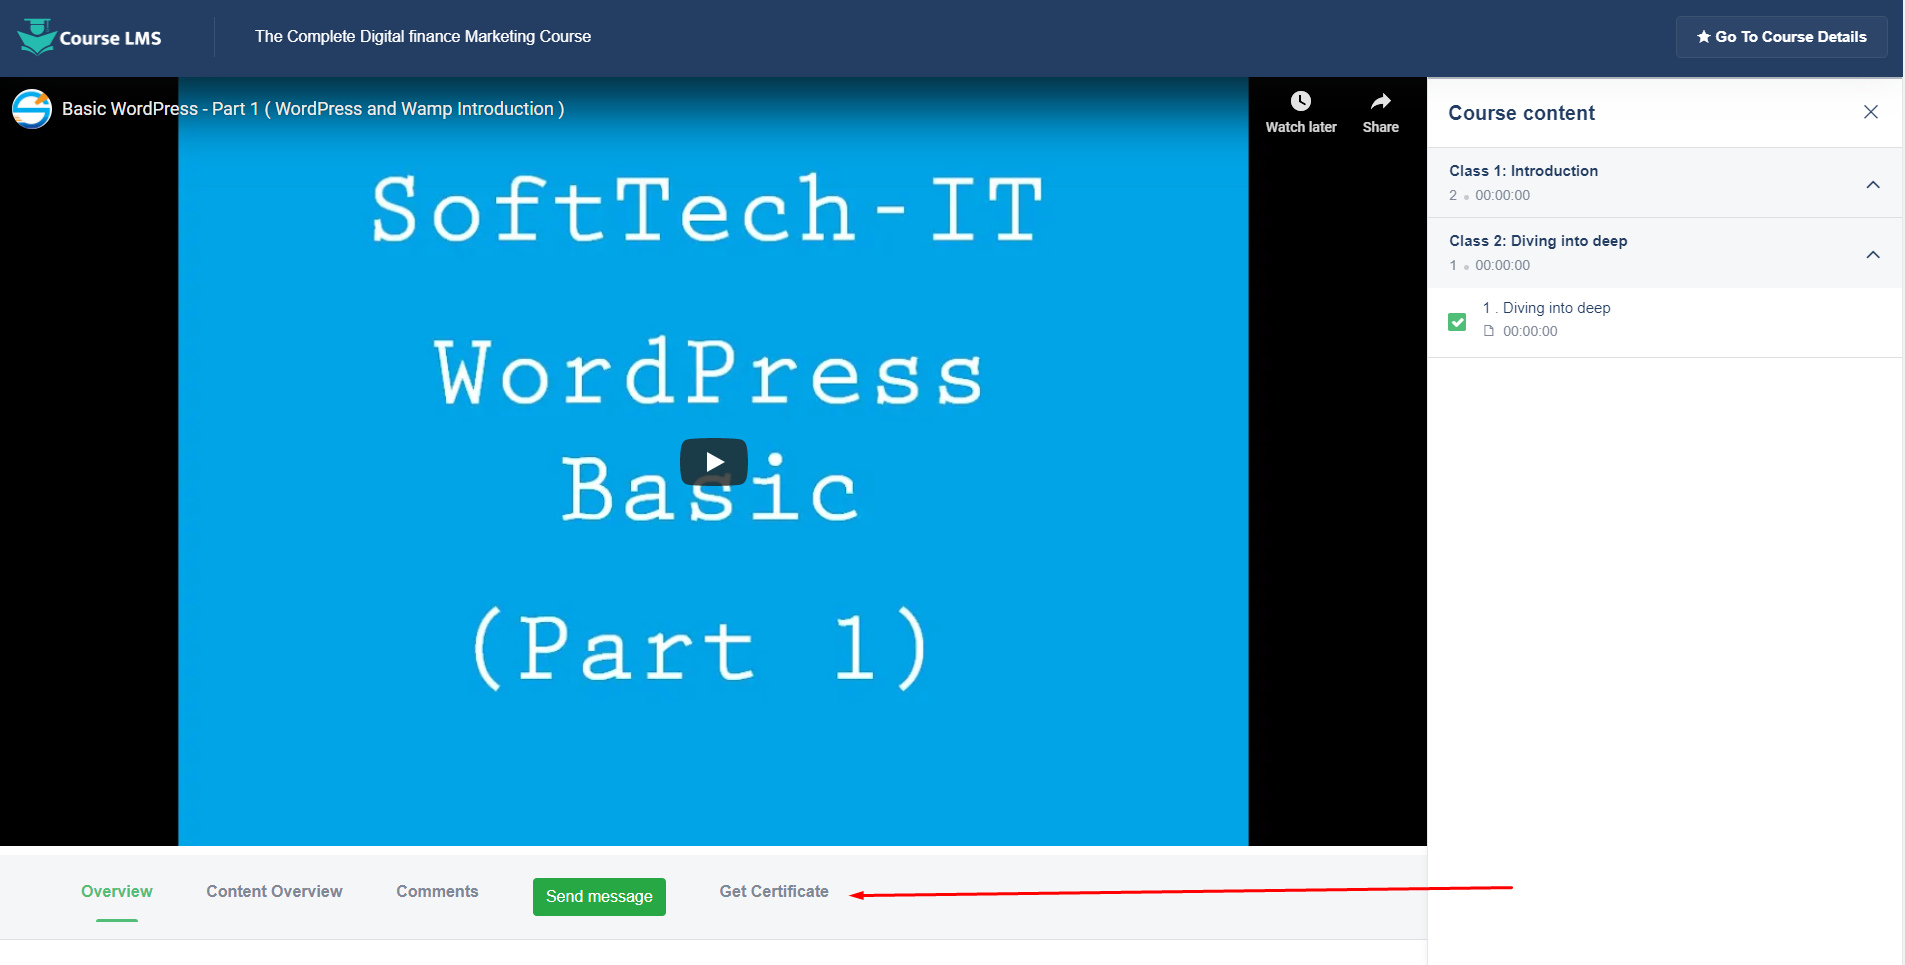 Course LMS
The Complete Digital finance Marketing Course
★ Go To Course Details
Basic WordPress - Part 1 ( WordPress and Wamp Introduction )
Watch later
Share
SoftTech-IT
WordPress
Basic
(Part 1)
Course content
Class 1: Introduction
2 • 00:00:00
Class 2: Diving into deep
1 • 00:00:00
1 . Diving into deep
00:00:00
Overview
Content Overview
Comments
Send message
Get Certificate